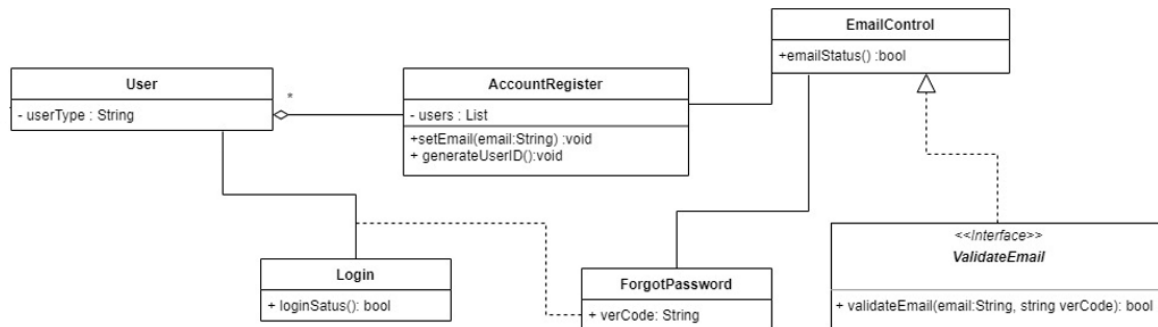 EmailControl
+emailStatus() :bool
User
- userType : String
*
AccountRegister
- users : List
+setEmail(email:String) :void
+ generateUserID():void
Login
+ loginSatus(): bool
ForgotPassword
+ verCode: String
<<Interface>>
ValidateEmail
+ validateEmail(email:String, string verCode): bool